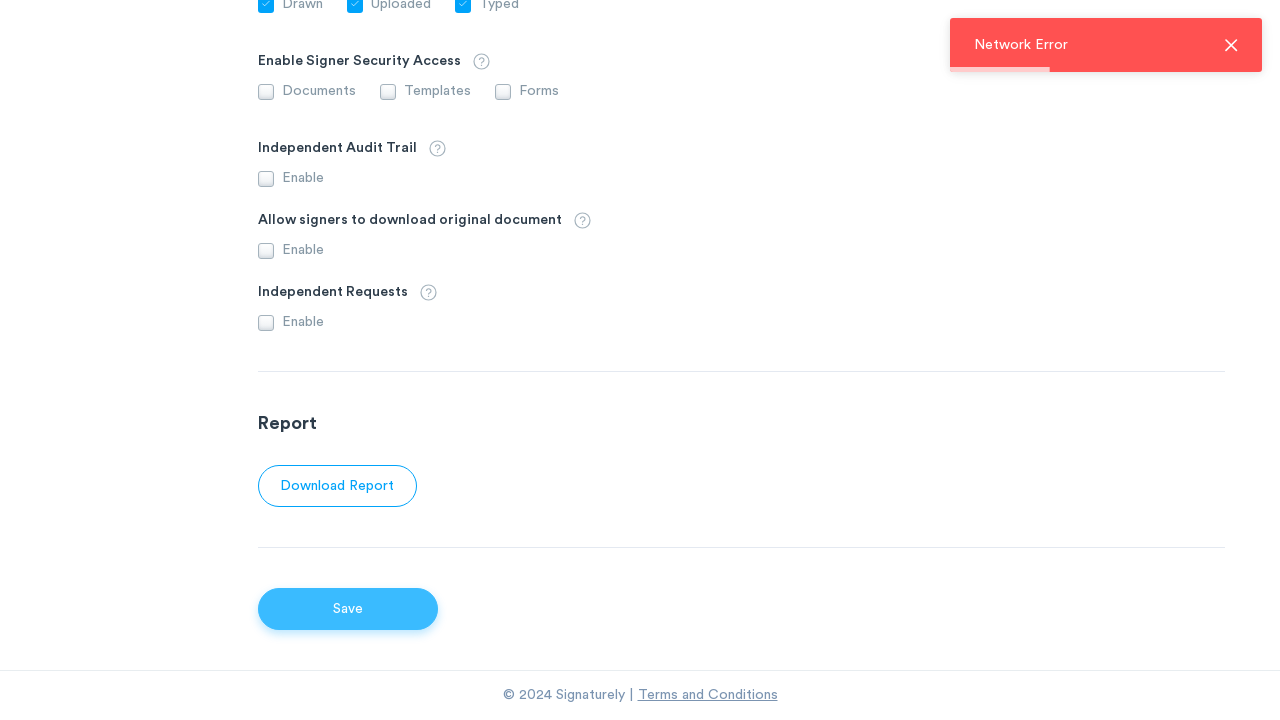 Drawn Uploaded Typed
Network Error
Enable Signer Security Access ?
Documents Templates Forms
Independent Audit Trail ?
Enable
Allow signers to download original document ?
Enable
Independent Requests ?
Enable
Report
Download Report
Save
© 2024 Signaturely | Terms and Conditions